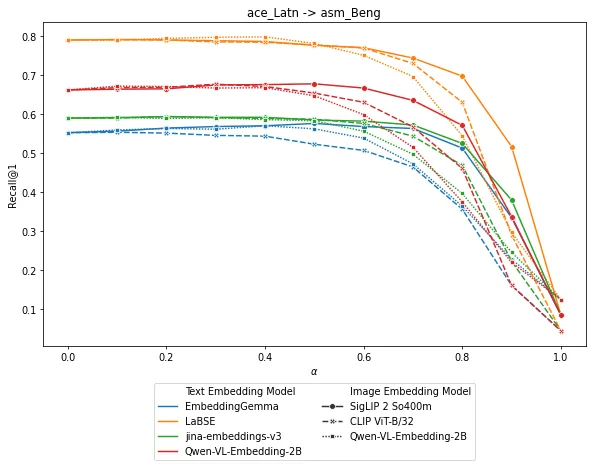 ace_Latn -> asm_Beng
Recall@1
0.8
0.7
0.6
0.5
0.4
0.3
0.2
0.1
0.0 0.2 0.4 0.6 0.8 1.0
α
Text Embedding Model
EmbeddingGemma
LaBSE
jina-embeddings-v3
Qwen-VL-Embedding-2B
Image Embedding Model
SigLIP 2 So400m
CLIP ViT-B/32
Qwen-VL-Embedding-2B